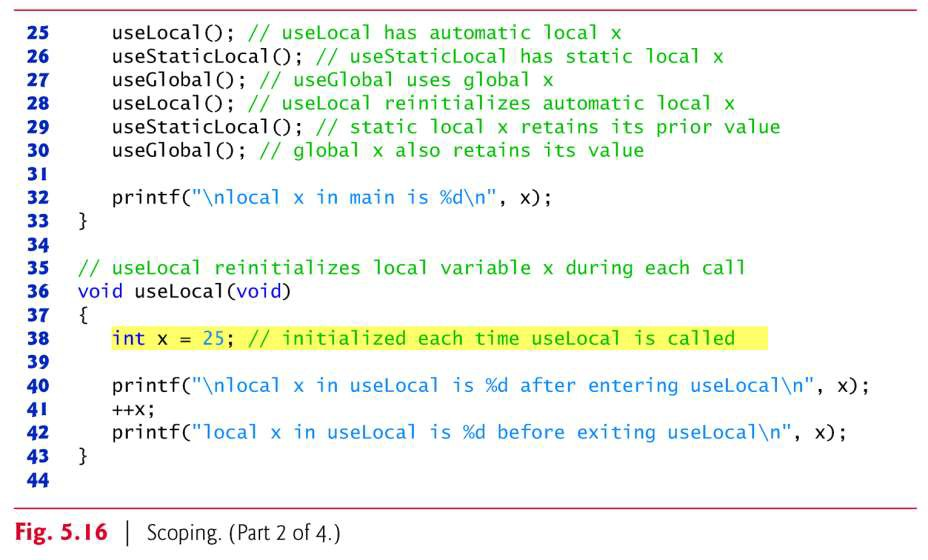 25 useLocal(); // useLocal has automatic local x
26 useStaticLocal(); // useStaticLocal has static local x
27 useGlobal(); // useGlobal uses global x
28 useLocal(); // useLocal reinitializes automatic local x
29 useStaticLocal(); // static local x retains its prior value
30 useGlobal(); // global x also retains its value
31
32 printf("\nlocal x in main is %d\n", x);
33 }
34
35 // useLocal reinitializes local variable x during each call
36 void useLocal(void)
37 {
38 int x = 25; // initialized each time useLocal is called
39
40 printf("\nlocal x in useLocal is %d after entering useLocal\n", x);
41 ++x;
42 printf("local x in useLocal is %d before exiting useLocal\n", x);
43 }
44
Fig. 5.16 | Scoping. (Part 2 of 4.)